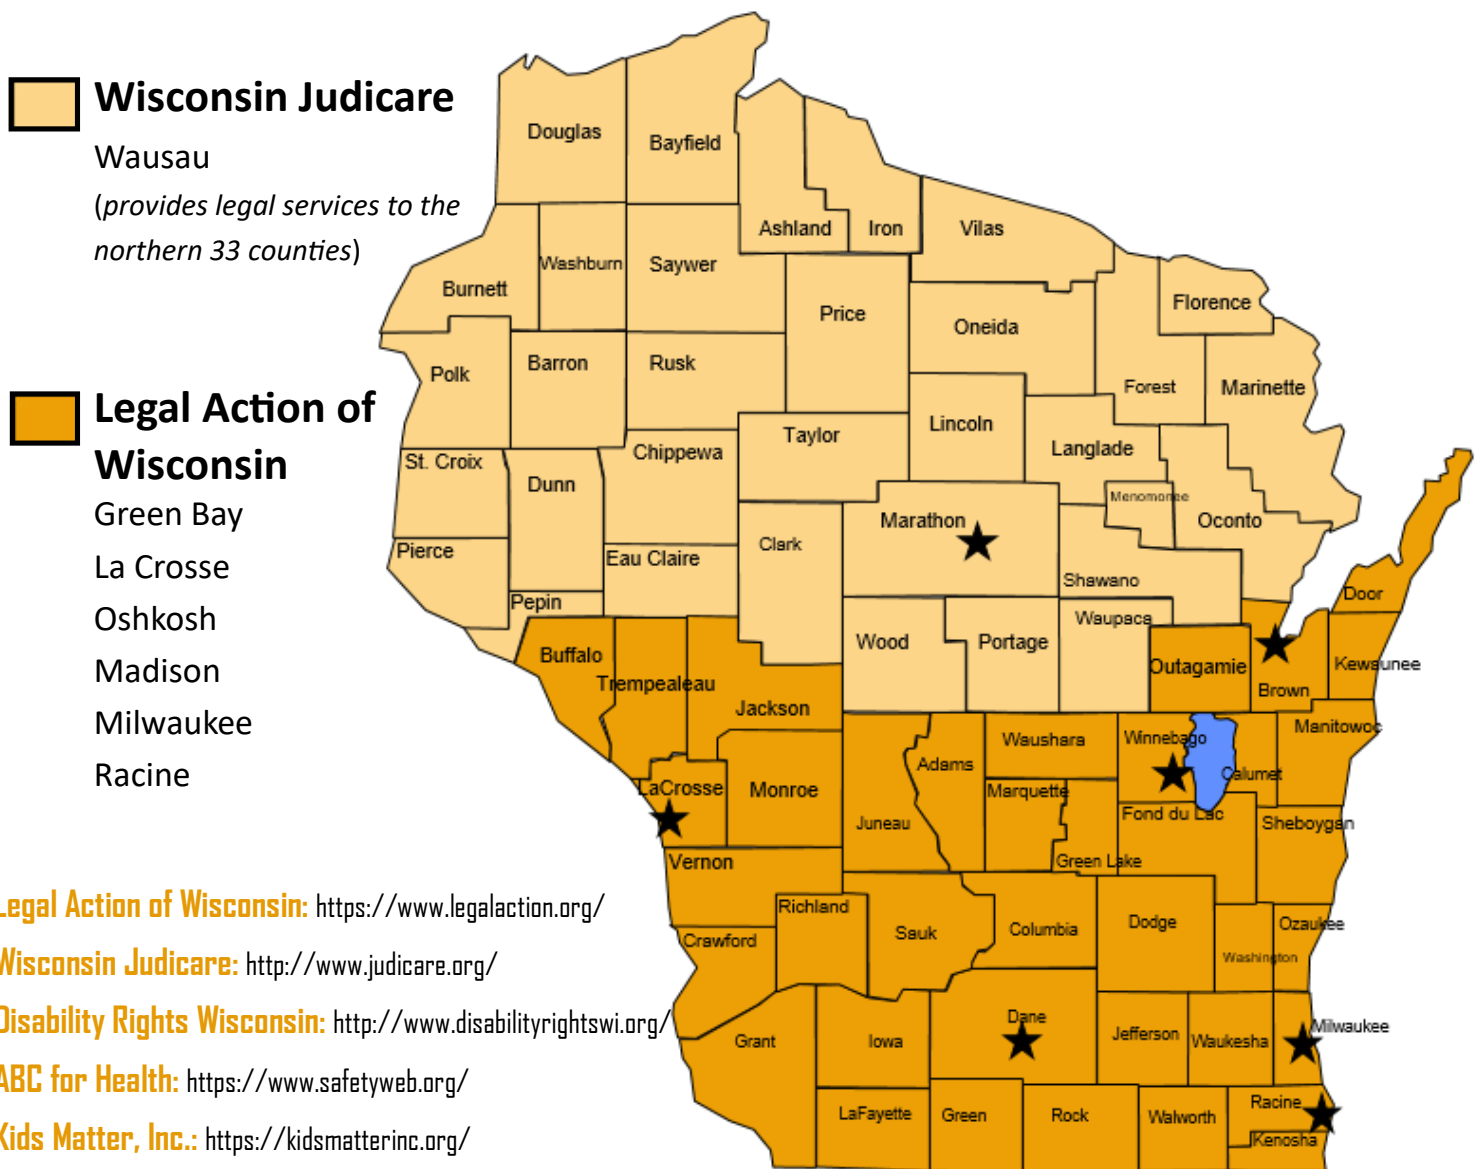 Wisconsin Judicare
Wausau
(provides legal services to the
northern 33 counties)
Legal Action of
Wisconsin
Green Bay
La Crosse
Oshkosh
Madison
Milwaukee
Racine
Legal Action of Wisconsin: https://www.legalaction.org/
Wisconsin Judicare: http://www.judicare.org/
Disability Rights Wisconsin: http://www.disabilityrightswi.org/
ABC for Health: https://www.safetyweb.org/
Kids Matter, Inc.: https://kidsmatterinc.org/
Douglas
Bayfield
Ashland
Iron
Vilas
Washburn
Saywer
Burnett
Florence
Price
Oneida
Polk
Barron
Rusk
Forest
Marinette
Taylor
Lincoln
Chippewa
Langlade
St. Croix
Dunn
Menomonee
Marathon
Oconto
Pierce
Eau Claire
Clark
Shawano
Pepin
Door
Waupaca
Wood
Portage
Buffalo
Outagamie
Kewaunee
Trempealeau
Brown
Jackson
Manitowoc
Waushara
Winnebago
Adams
Calumet
LaCrosse
Monroe
Marquette
Juneau
Fond du Lac
Sheboygan
Vernon
Green Lake
Richland
Sauk
Columbia
Dodge
Ozaukee
Crawford
Washington
Dane
Milwaukee
Grant
Iowa
Jefferson
Waukesha
LaFayette
Green
Rock
Walworth
Racine
Kenosha